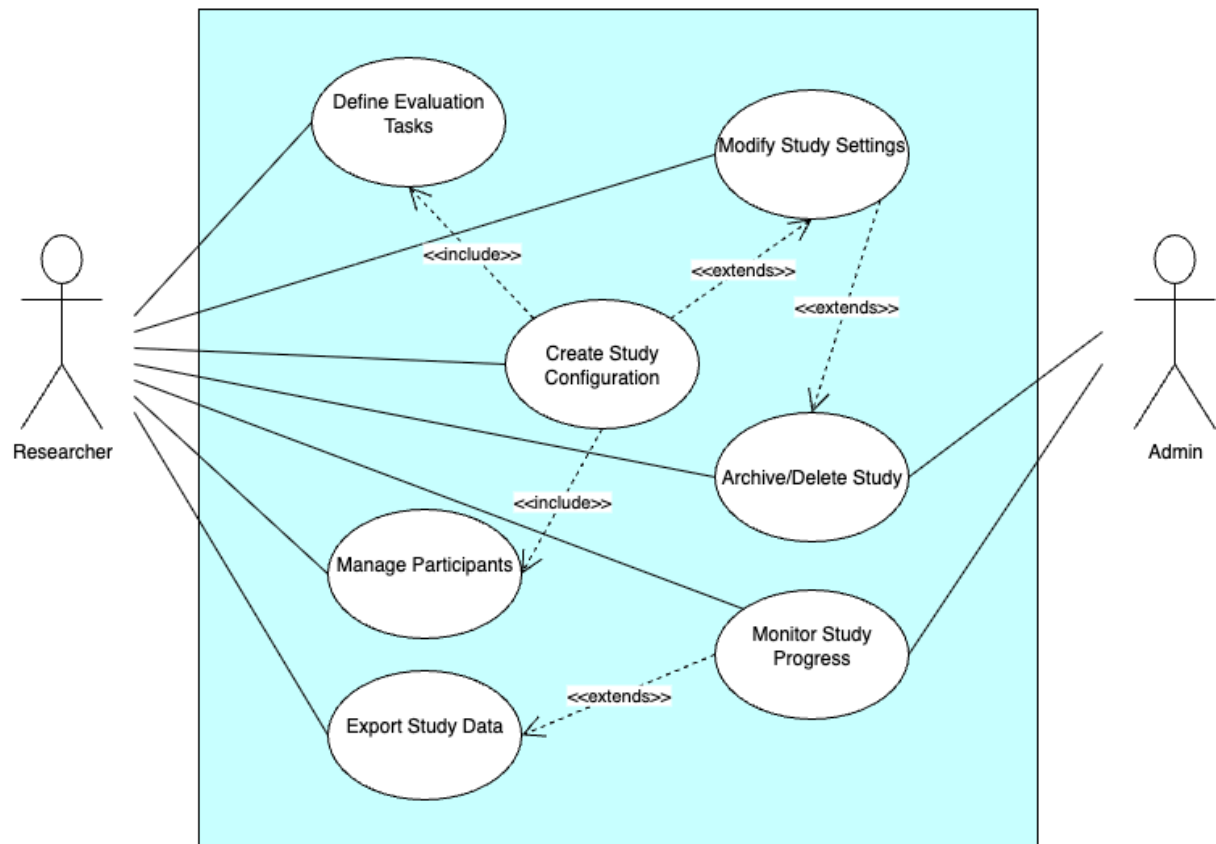 Define Evaluation
Tasks
Modify Study Settings
<<include>>
<<extends>>
<<extends>>
Create Study
Configuration
Researcher
Admin
Archive/Delete Study
<<include>>
Manage Participants
Monitor Study
Progress
<<extends>>
Export Study Data